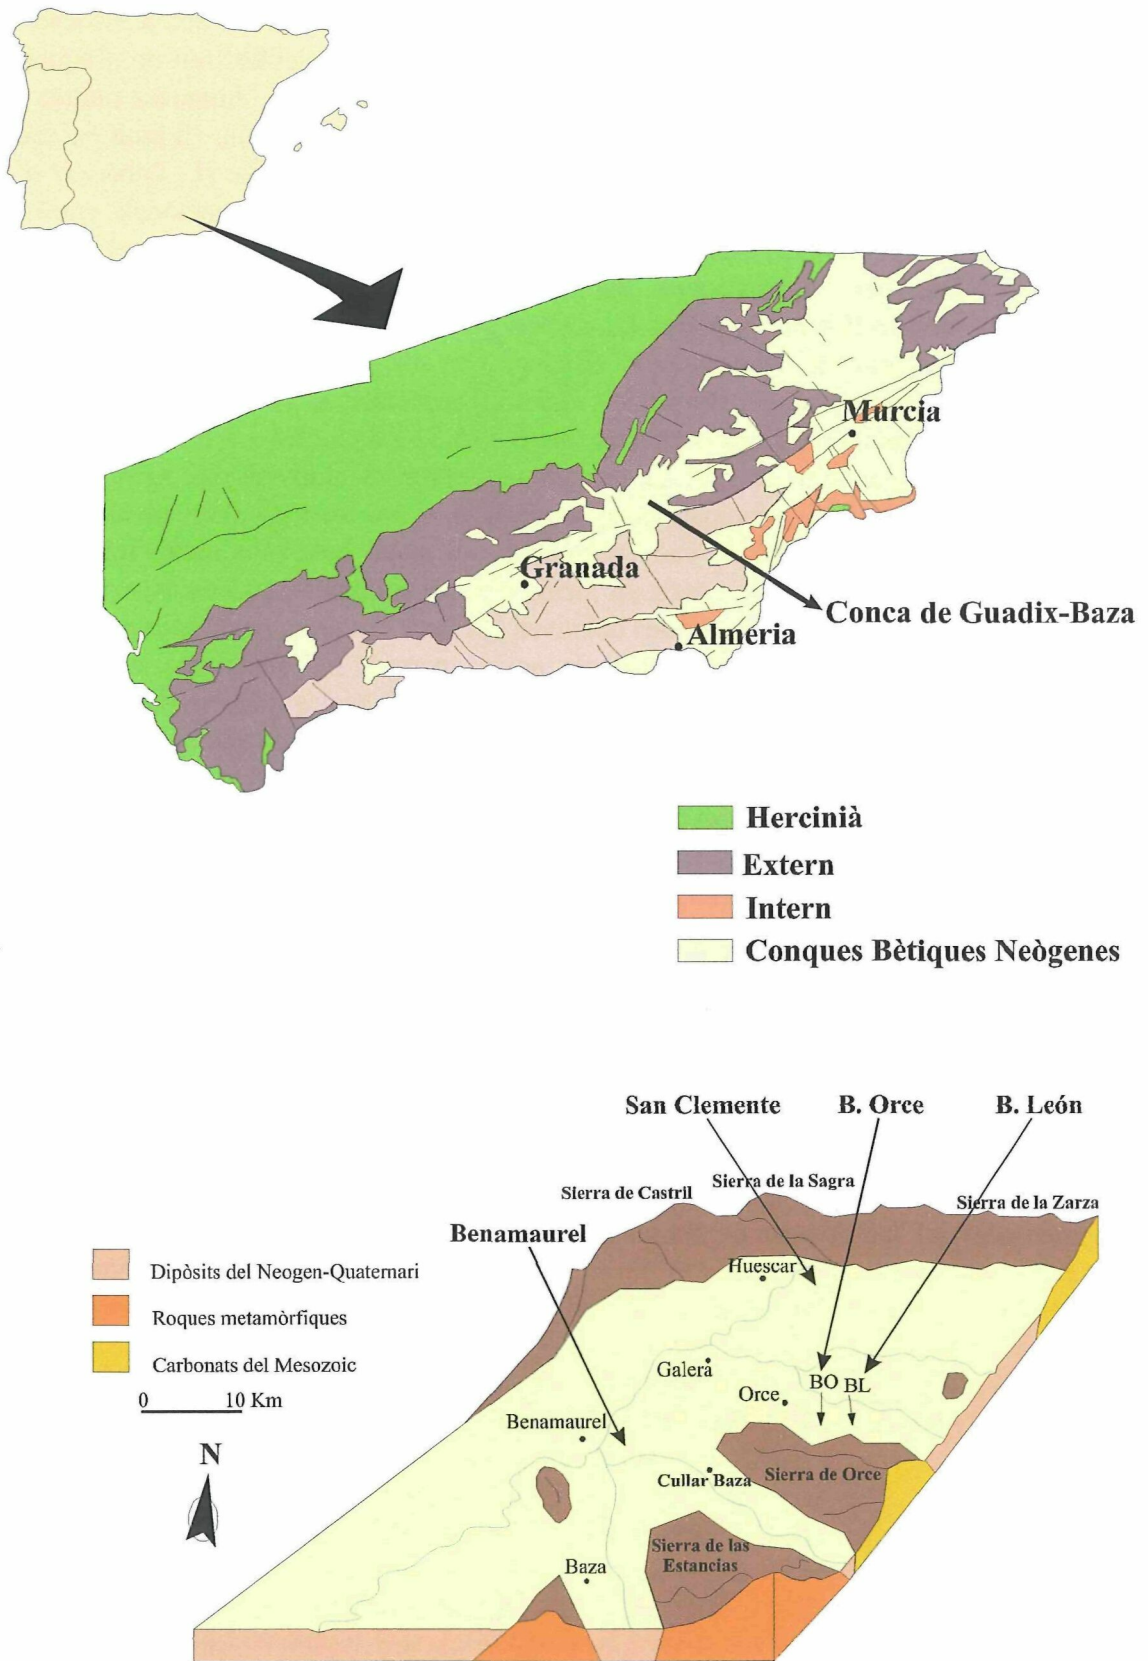 Murcia
Granada
Conca de Guadix-Baza
Almeria
Hercinià
Extern
Intern
Conques Bètiques Neògenes
San Clemente
B. Orce
B. León
Sierra de Castril
Sierra de la Sagra
Sierra de la Zarza
Benamaurel
Huescar
Dipòsits del Neogen-Quaternari
Roques metamòrfiques
Carbonats del Mesozoic
0 10 Km
N
Galera
BO
BL
Orce
Benamaurel
Cullar Baza
Sierra de Orce
Sierra de las
Estancias
Baza